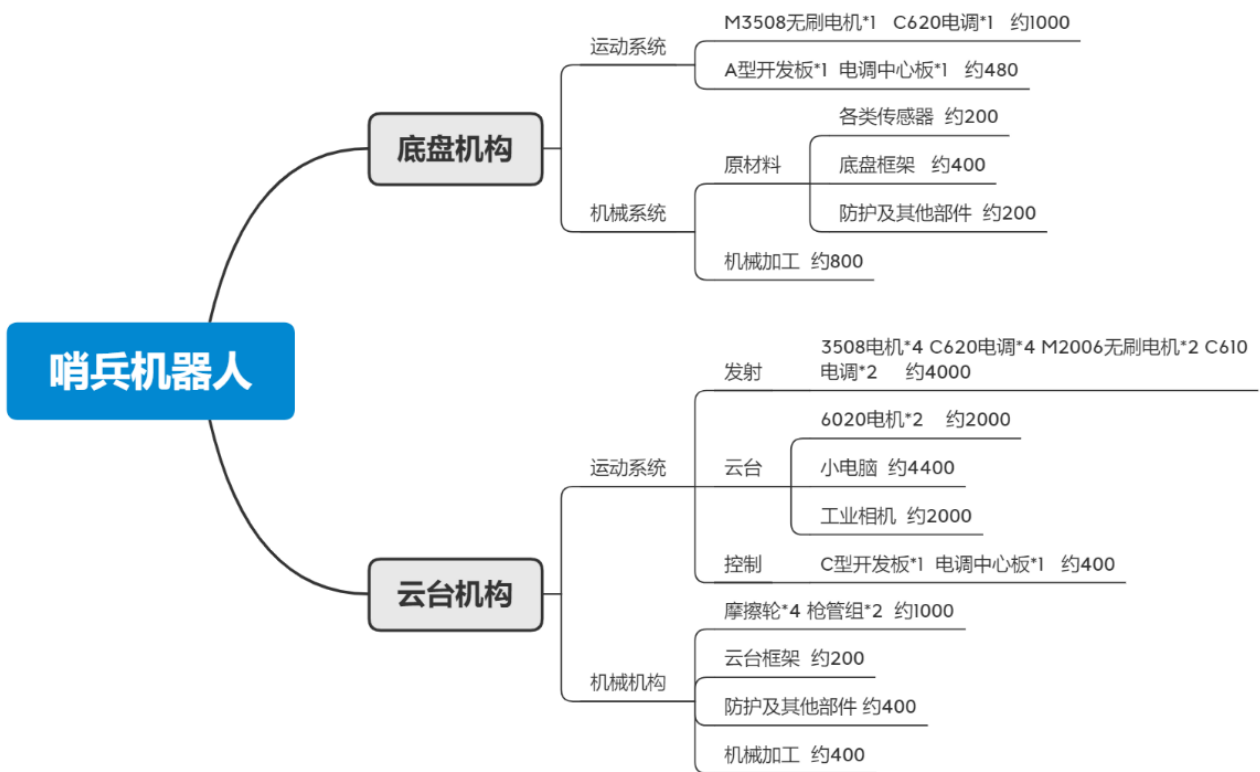 哨兵机器人
底盘机构
运动系统
M3508无刷电机*1 C620电调*1 约1000
A型开发板*1 电调中心板*1 约480
机械系统
原材料
各类传感器 约200
底盘框架 约400
防护及其他部件 约200
机械加工 约800
云台机构
运动系统
发射
3508电机*4 C620电调*4 M2006无刷电机*2 C610
电调*2 约4000
云台
6020电机*2 约2000
小电脑 约4400
工业相机 约2000
控制
C型开发板*1 电调中心板*1 约400
机械机构
摩擦轮*4 枪管组*2 约1000
云台框架 约200
防护及其他部件 约400
机械加工 约400